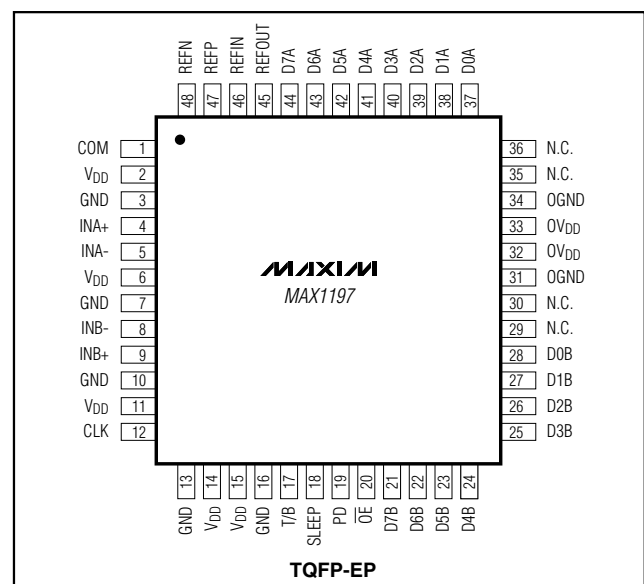 REFN
REFP
REFIN
REFOUT
D7A
D6A
D5A
D4A
D3A
D2A
D1A
D0A
48 47 46 45 44 43 42 41 40 39 38 37
COM 1
VDD 2
GND 3
INA+ 4
INA- 5
VDD 6
GND 7
INB- 8
INB+ 9
GND 10
VDD 11
CLK 12
MAXIM
MAX1197
36 N.C.
35 N.C.
34 OGND
33 OVDD
32 OVDD
31 OGND
30 N.C.
29 N.C.
28 D0B
27 D1B
26 D2B
25 D3B
13 14 15 16 17 18 19 20 21 22 23 24
GND
VDD
VDD
GND
T/B
SLEEP
PD
OE
D7B
D6B
D5B
D4B
TQFP-EP